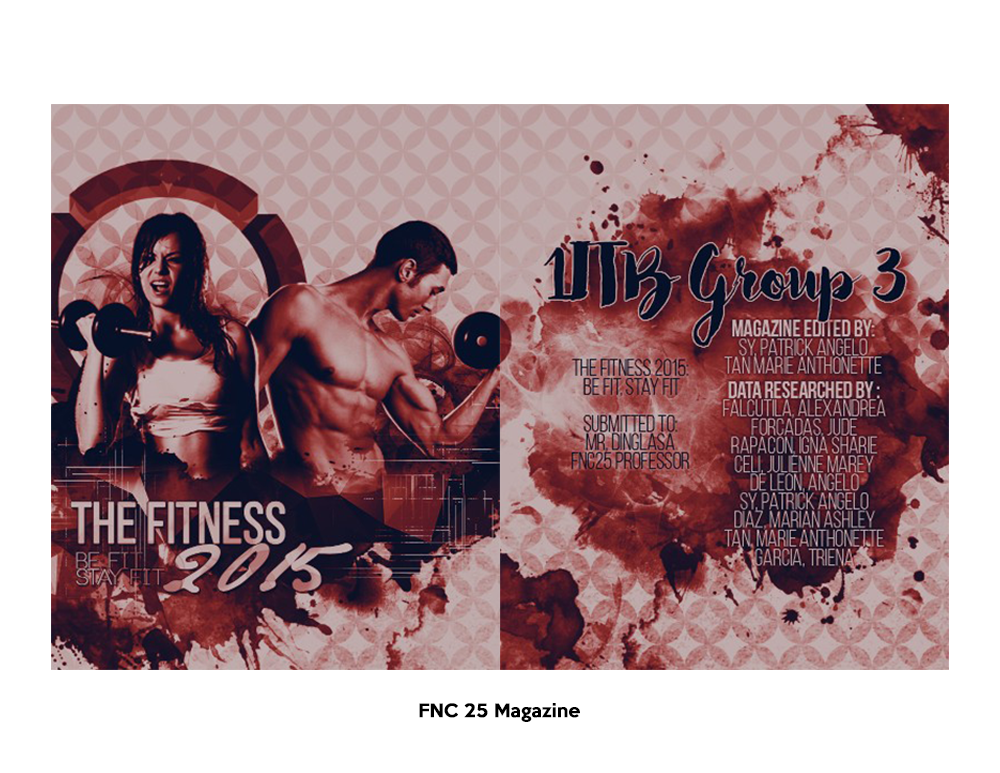 THE FITNESS
2015
BE FIT
STAY FIT
UTB Group 3
THE FITNESS 2015:
BE FIT, STAY FIT
SUBMITTED TO:
MR. DINGLASA
FNC25 PROFESSOR
MAGAZINE EDITED BY:
SY, PATRICK ANGELO
TAN MARIE ANTHONETTE
DATA RESEARCHED BY :
FALCUTILA, ALEXANDREA
FORCADAS, JUDE
RAPACON, IGNA SHARIE
CELI, JULIENNE MAREY
DE LEON, ANGELO
SY, PATRICK ANGELO
DIAZ, MARIAN ASHLEY
TAN, MARIE ANTHONETTE
GARCIA, TRIENA
FNC 25 Magazine